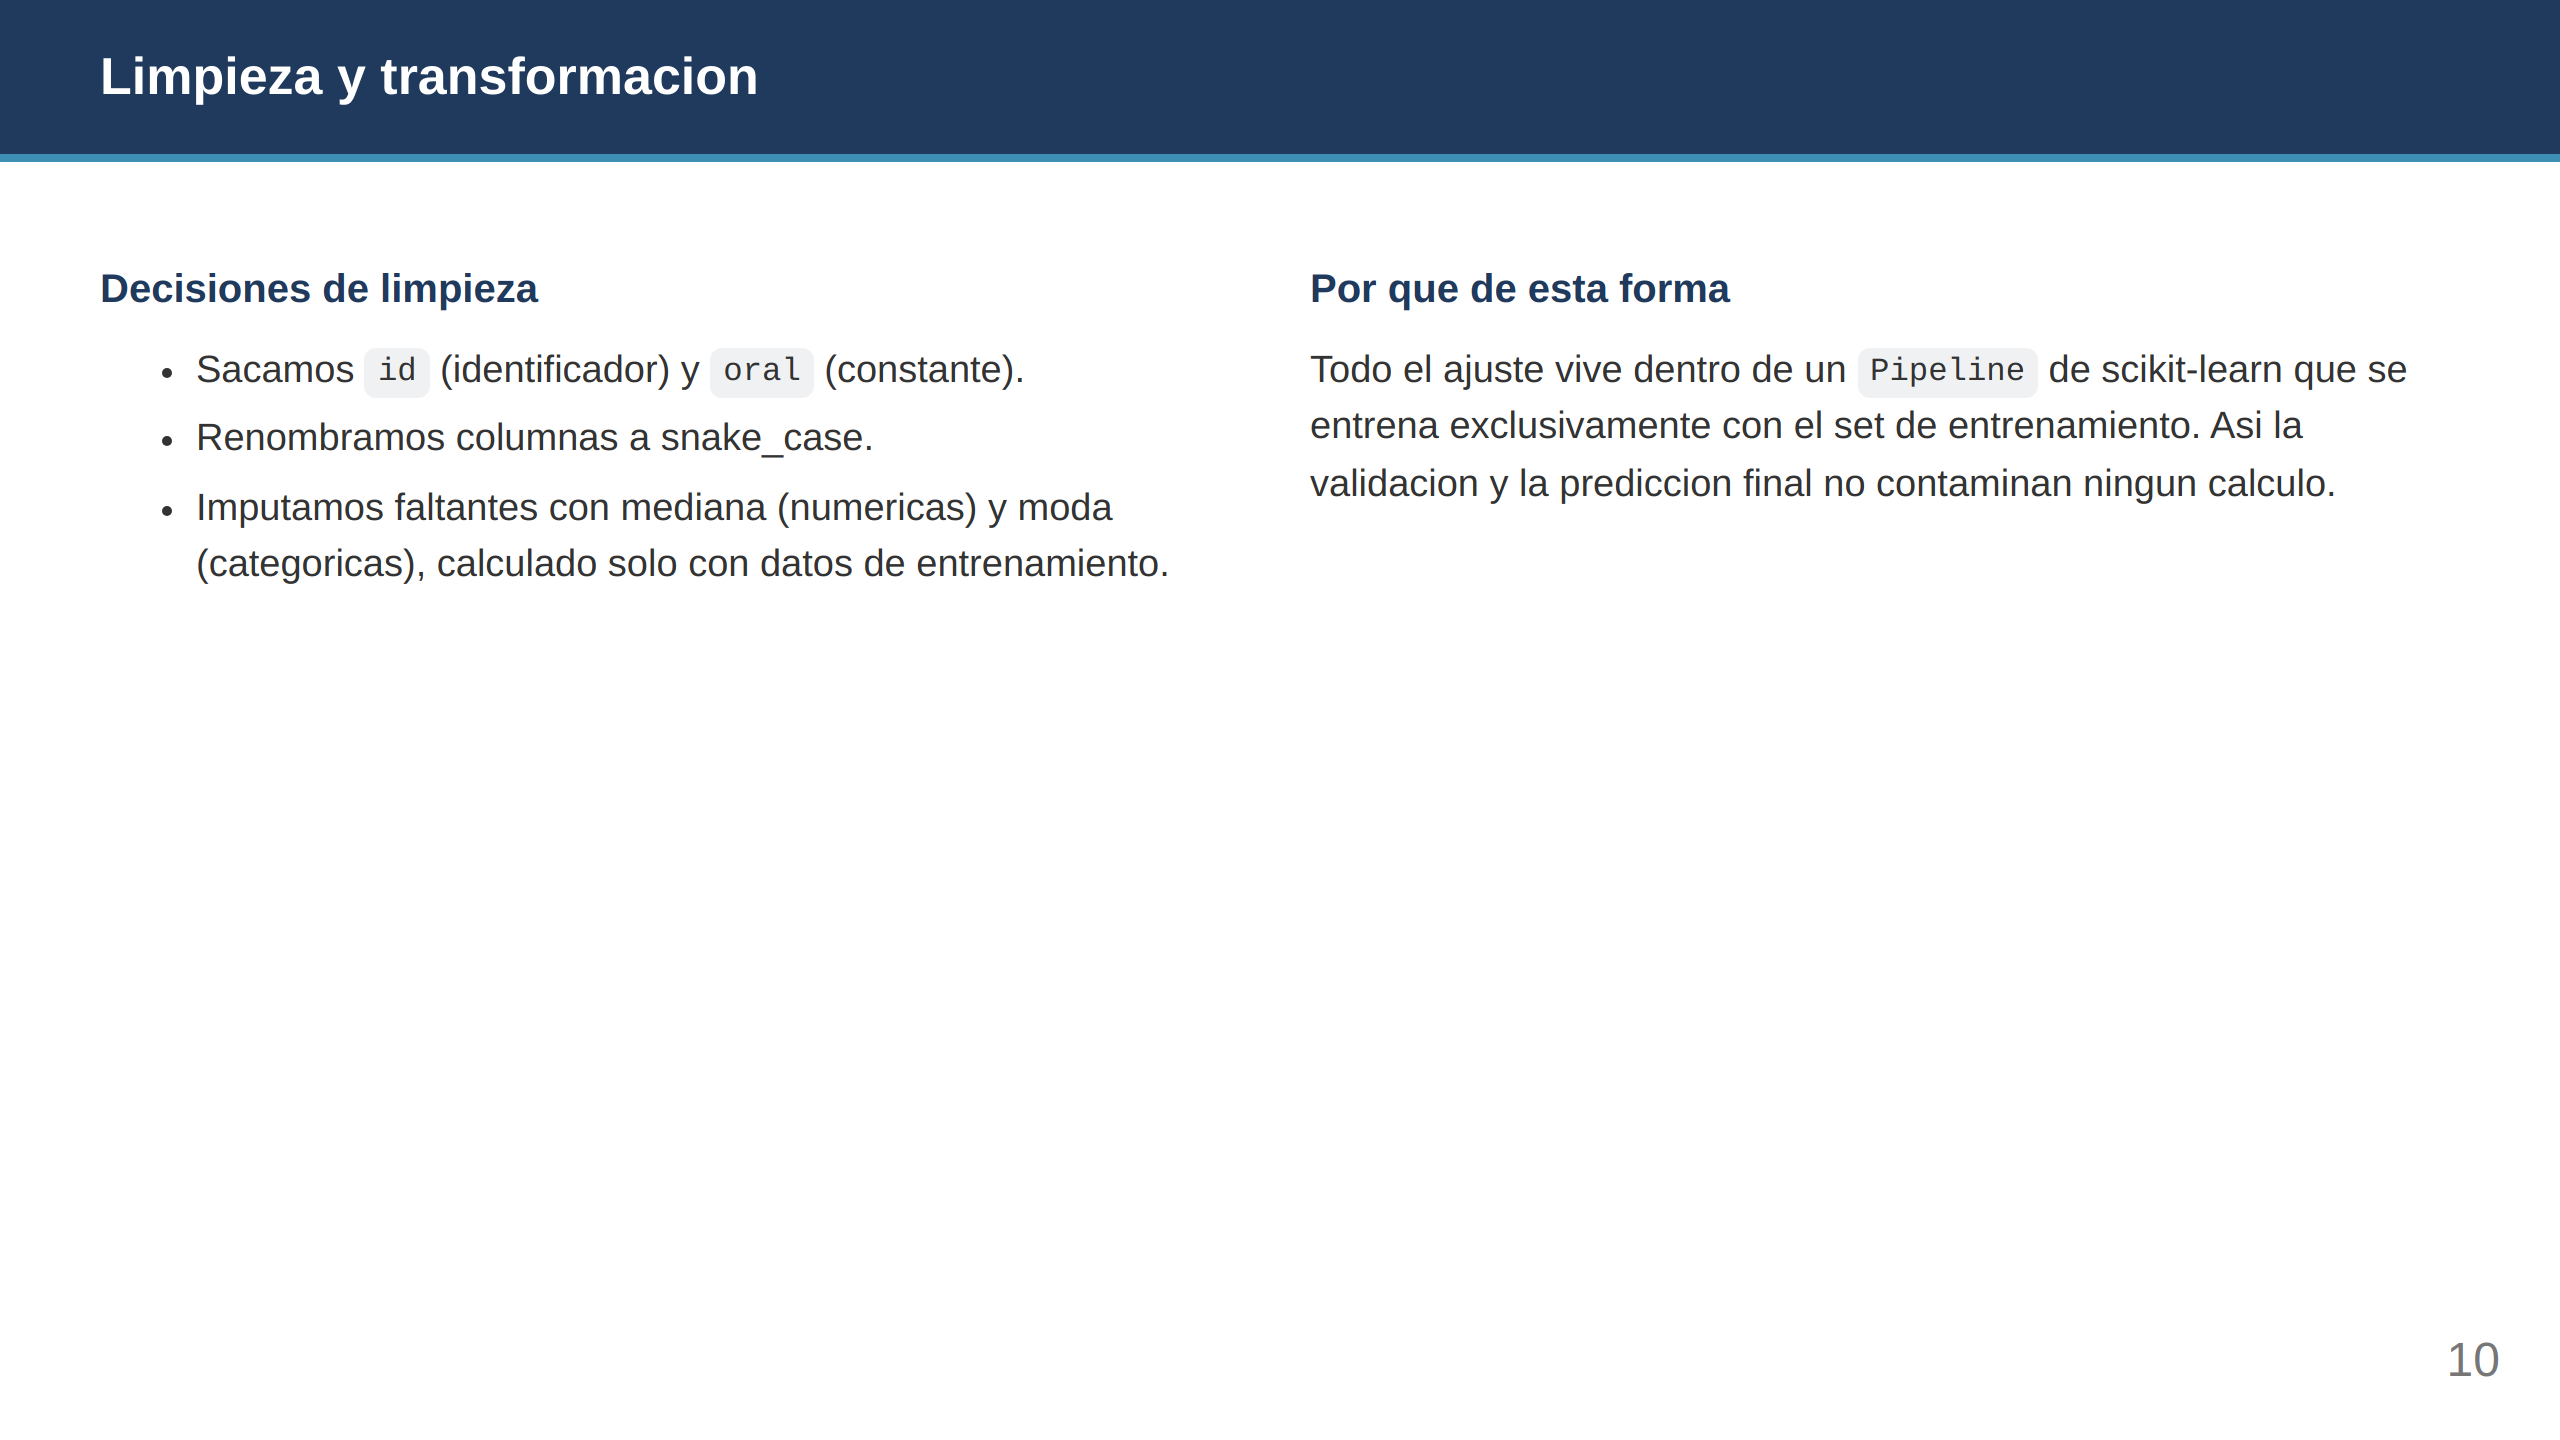 Limpieza y transformacion
Decisiones de limpieza
• Sacamos id (identificador) y oral (constante).
• Renombramos columnas a snake_case.
• Imputamos faltantes con mediana (numericas) y moda
(categoricas), calculado solo con datos de entrenamiento.
Por que de esta forma
Todo el ajuste vive dentro de un Pipeline de scikit-learn que se
entrena exclusivamente con el set de entrenamiento. Asi la
validacion y la prediccion final no contaminan ningun calculo.
10